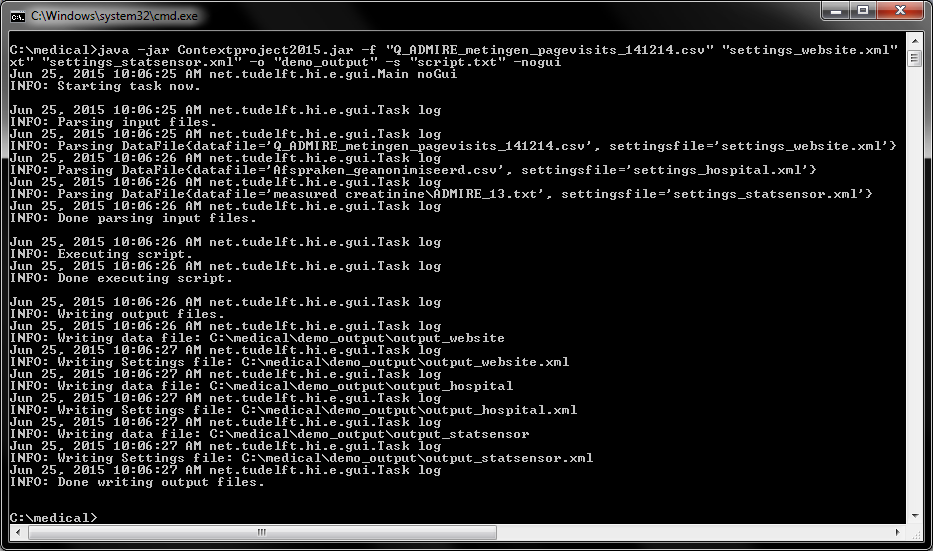 C:\Windows\system32\cmd.exe
C:\medical>java -jar Contextproject2015.jar -f "Q_ADMIRE_metingen_pagevisits_141214.csv" "settings_website.xml"
xt" "settings_statsensor.xml" -o "demo_output" -s "script.txt" -nogui
Jun 25, 2015 10:06:25 AM net.tudelft.hi.e.gui.Main noGui
INFO: Starting task now.
Jun 25, 2015 10:06:25 AM net.tudelft.hi.e.gui.Task log
INFO: Parsing input files.
Jun 25, 2015 10:06:25 AM net.tudelft.hi.e.gui.Task log
INFO: Parsing DataFile{datafile='Q_ADMIRE_metingen_pagevisits_141214.csv', settingsfile='settings_website.xml'}
Jun 25, 2015 10:06:26 AM net.tudelft.hi.e.gui.Task log
INFO: Parsing DataFile{datafile='Afspraken_geanonimiseerd.csv', settingsfile='settings_hospital.xml'}
Jun 25, 2015 10:06:26 AM net.tudelft.hi.e.gui.Task log
INFO: Parsing DataFile{datafile='measured creatinine\ADMIRE_13.txt', settingsfile='settings_statsensor.xml'}
Jun 25, 2015 10:06:26 AM net.tudelft.hi.e.gui.Task log
INFO: Done parsing input files.
Jun 25, 2015 10:06:26 AM net.tudelft.hi.e.gui.Task log
INFO: Executing script.
Jun 25, 2015 10:06:26 AM net.tudelft.hi.e.gui.Task log
INFO: Done executing script.
Jun 25, 2015 10:06:26 AM net.tudelft.hi.e.gui.Task log
INFO: Writing output files.
Jun 25, 2015 10:06:26 AM net.tudelft.hi.e.gui.Task log
INFO: Writing data file: C:\medical\demo_output\output_website
Jun 25, 2015 10:06:27 AM net.tudelft.hi.e.gui.Task log
INFO: Writing Settings file: C:\medical\demo_output\output_website.xml
Jun 25, 2015 10:06:27 AM net.tudelft.hi.e.gui.Task log
INFO: Writing data file: C:\medical\demo_output\output_hospital
Jun 25, 2015 10:06:27 AM net.tudelft.hi.e.gui.Task log
INFO: Writing Settings file: C:\medical\demo_output\output_hospital.xml
Jun 25, 2015 10:06:27 AM net.tudelft.hi.e.gui.Task log
INFO: Writing data file: C:\medical\demo_output\output_statsensor
Jun 25, 2015 10:06:27 AM net.tudelft.hi.e.gui.Task log
INFO: Writing Settings file: C:\medical\demo_output\output_statsensor.xml
Jun 25, 2015 10:06:27 AM net.tudelft.hi.e.gui.Task log
INFO: Done writing output files.
C:\medical>